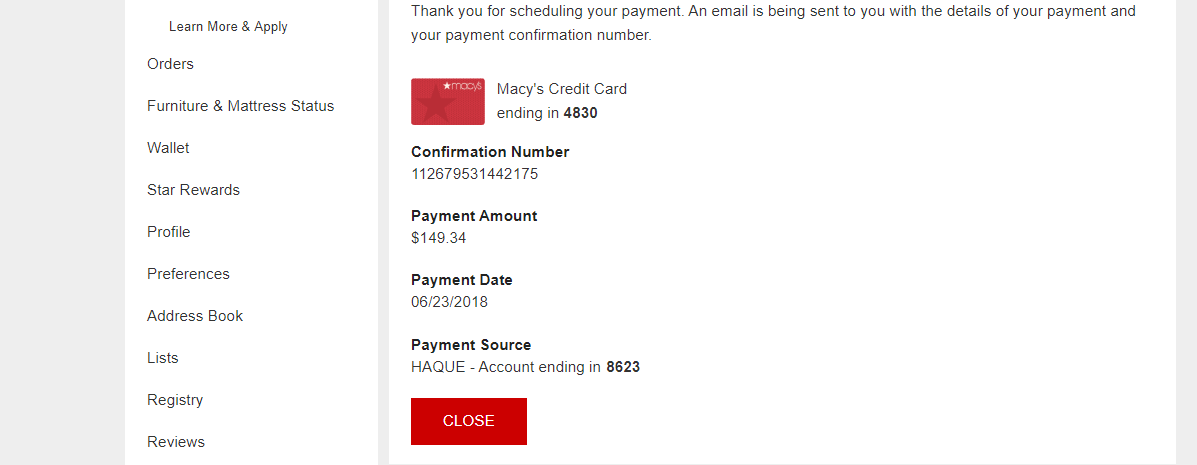 Learn More & Apply
Orders
Furniture & Mattress Status
Wallet
Star Rewards
Profile
Preferences
Address Book
Lists
Registry
Reviews
Thank you for scheduling your payment. An email is being sent to you with the details of your payment and
your payment confirmation number.
★macy's
Macy's Credit Card
ending in 4830
Confirmation Number
112679531442175
Payment Amount
$149.34
Payment Date
06/23/2018
Payment Source
HAQUE - Account ending in 8623
CLOSE